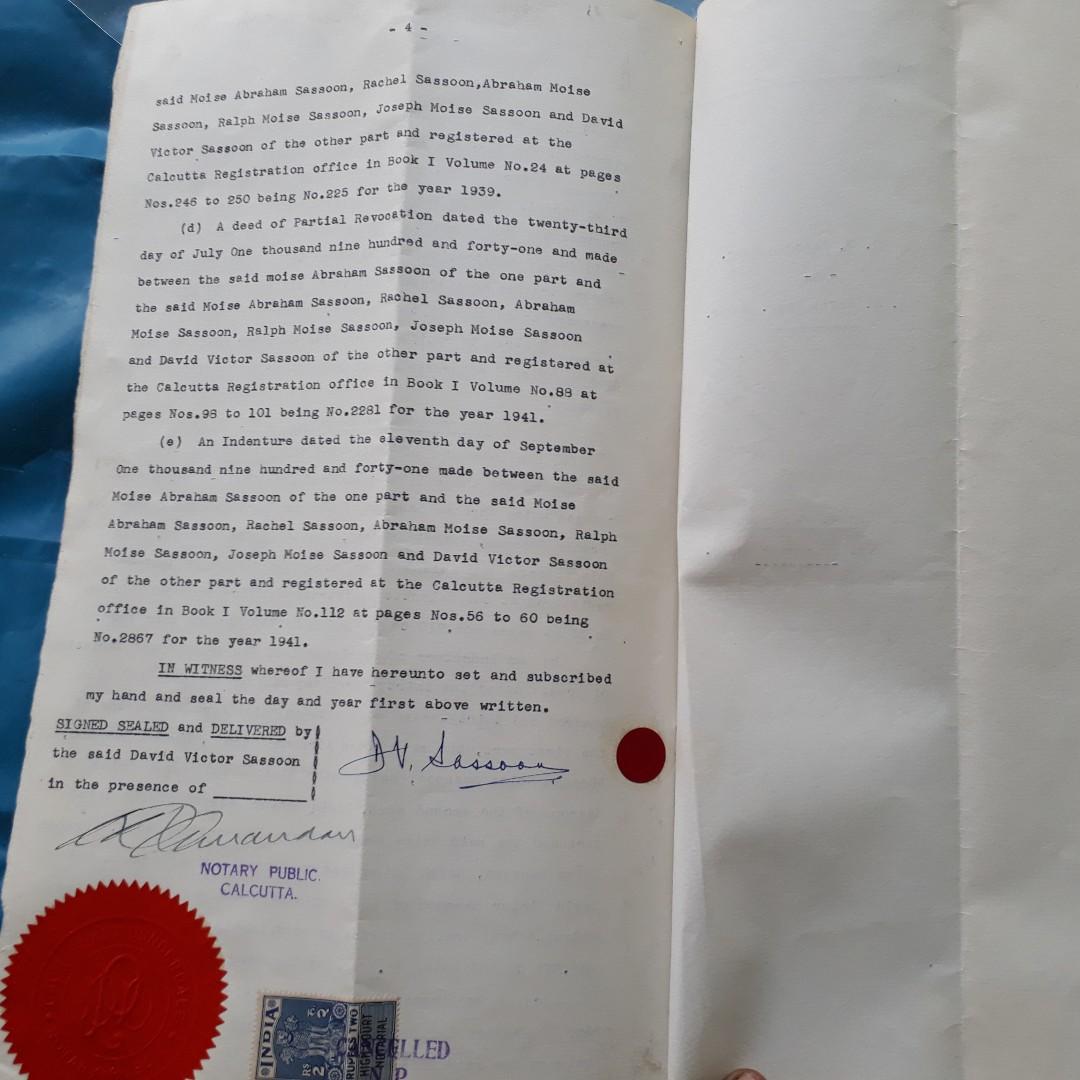 - 4 -
said Moise Abraham Sassoon, Rachel Sassoon,Abraham Moise
Sassoon, Ralph Moise Sassoon, Joseph Moise Sassoon and David
Victor Sassoon of the other part and registered at the
Calcutta Registration office in Book I Volume No.24 at pages
Nos.246 to 250 being No.225 for the year 1939.
(d) A deed of Partial Revocation dated the twenty-third
day of July One thousand nine hundred and forty-one and made
between the said moise Abraham Sassoon of the one part and
the said Moise Abraham Sassoon, Rachel Sassoon, Abraham
Moise Sassoon, Ralph Moise Sassoon, Joseph Moise Sassoon
and David Victor Sassoon of the other part and registered at
the Calcutta Registration office in Book I Volume No.88 at
pages Nos.98 to 101 being No.2281 for the year 1941.
(e) An Indenture dated the eleventh day of September
One thousand nine hundred and forty-one made between the said
Moise Abraham Sassoon of the one part and the said Moise
Abraham Sassoon, Rachel Sassoon, Abraham Moise Sassoon, Ralph
Moise Sassoon, Joseph Moise Sassoon and David Victor Sassoon
of the other part and registered at the Calcutta Registration
office in Book I Volume No.112 at pages Nos.56 to 60 being
No.2867 for the year 1941.
IN WITNESS whereof I have hereunto set and subscribed
my hand and seal the day and year first above written.
SIGNED SEALED and DELIVERED by
the said David Victor Sassoon
in the presence of
D V. Sassoon
NOTARY PUBLIC.
CALCUTTA.
INDIA
RS 2
RUPEES TWO
HIGH COURT
NOTARIAL
CANCELLED